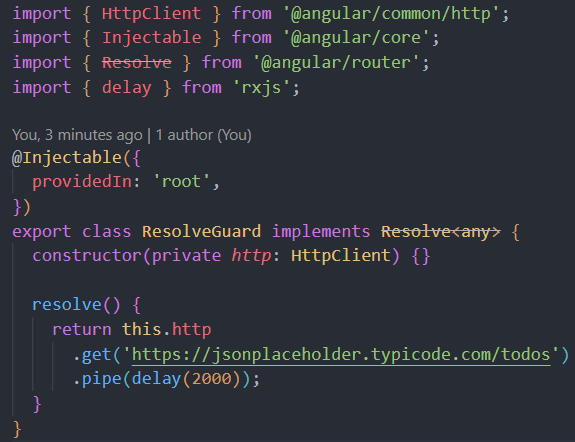 import { HttpClient } from '@angular/common/http';
import { Injectable } from '@angular/core';
import { Resolve } from '@angular/router';
import { delay } from 'rxjs';
You, 3 minutes ago | 1 author (You)
@Injectable({
  providedIn: 'root',
})
export class ResolveGuard implements Resolve<any> {
  constructor(private http: HttpClient) {}
  resolve() {
    return this.http
      .get('https://jsonplaceholder.typicode.com/todos')
      .pipe(delay(2000));
  }
}